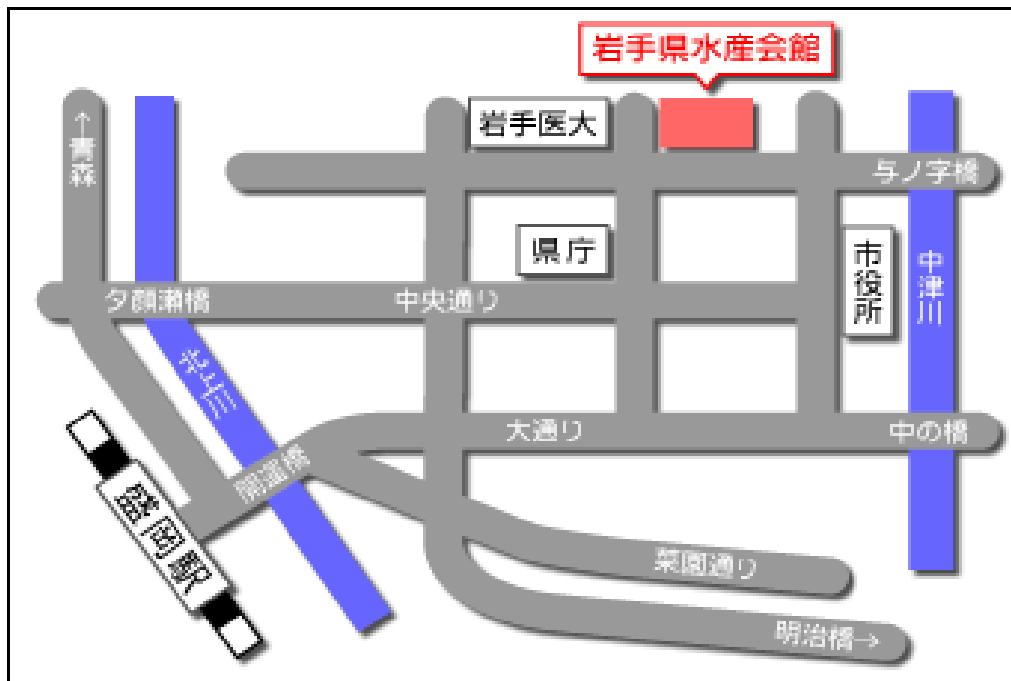 岩手県水産会館
岩手医大
↑青森
与ノ字橋
県庁
市役所
中津川
夕顔瀬橋
中央通り
北上川
大通り
中の橋
開運橋
盛岡駅
菜園通り
明治橋→